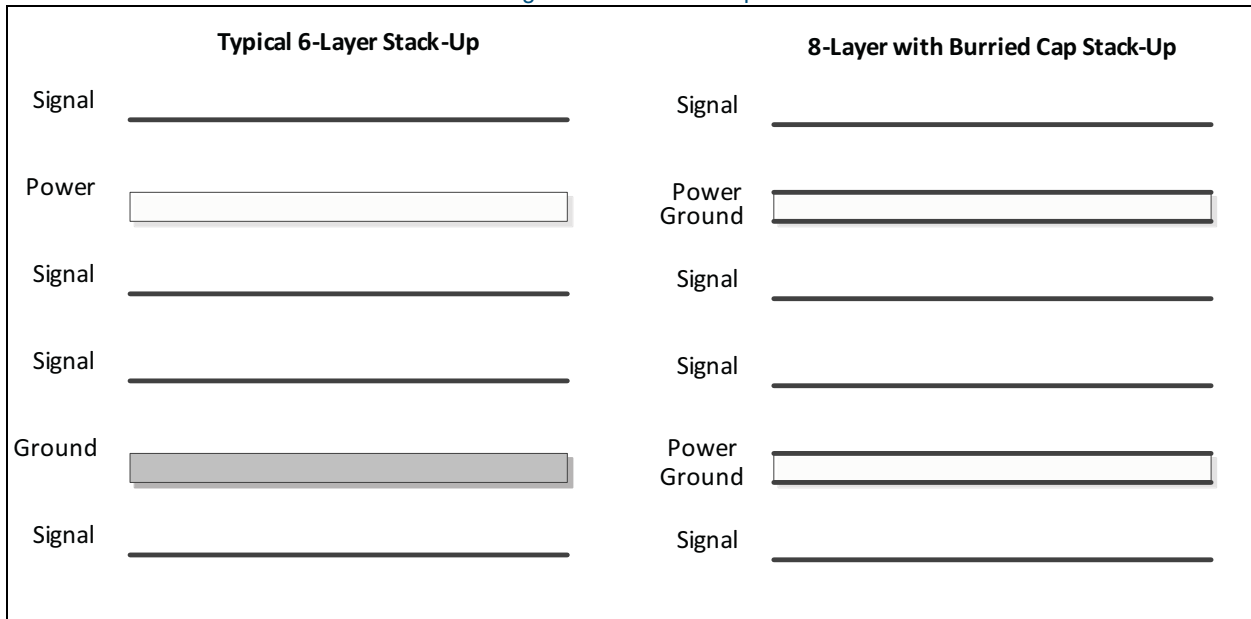 Typical 6-Layer Stack-Up
Signal
Power
Signal
Signal
Ground
Signal
8-Layer with Burried Cap Stack-Up
Signal
Power
Ground
Signal
Signal
Power
Ground
Signal